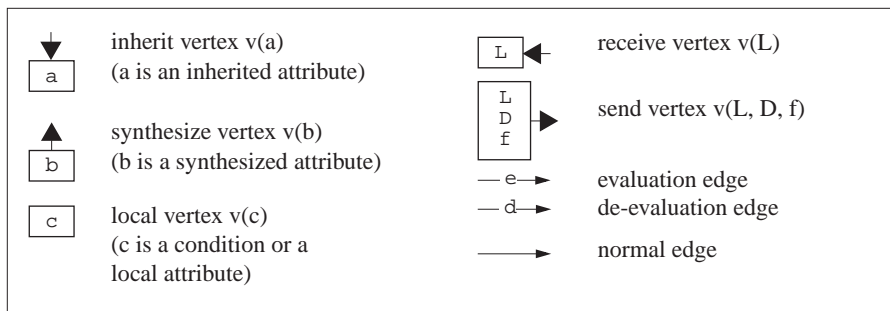 inherit vertex v(a)
a
(a is an inherited attribute)
synthesize vertex v(b)
b
(b is a synthesized attribute)
c
local vertex v(c)
(c is a condition or a
local attribute)
L
receive vertex v(L)
L
D
f
send vertex v(L, D, f)
e
evaluation edge
d
de-evaluation edge
normal edge